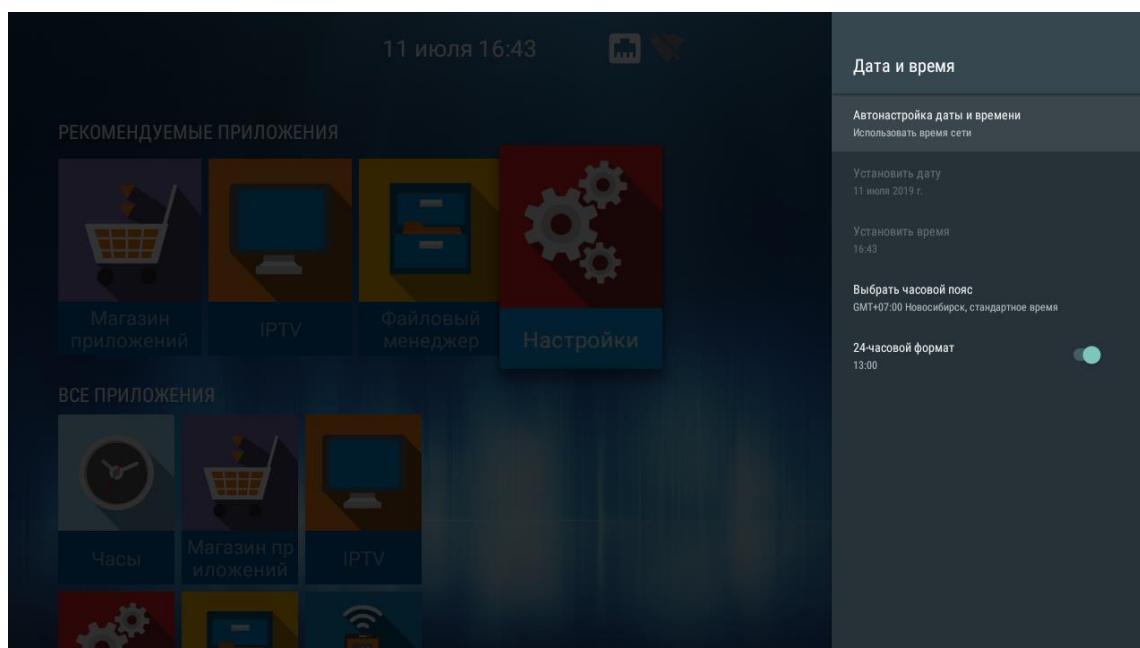 11 июля 16:43
РЕКОМЕНДУЕМЫЕ ПРИЛОЖЕНИЯ
Магазин
приложений
IPTV
Файловый
менеджер
Настройки
ВСЕ ПРИЛОЖЕНИЯ
Часы
Магазин пр
иложений
IPTV
Дата и время
Автонастройка даты и времени
Использовать время сети
Установить дату
11 июля 2019 г.
Установить время
16:43
Выбрать часовой пояс
GMT+07:00 Новосибирск, стандартное время
24-часовой формат
13:00